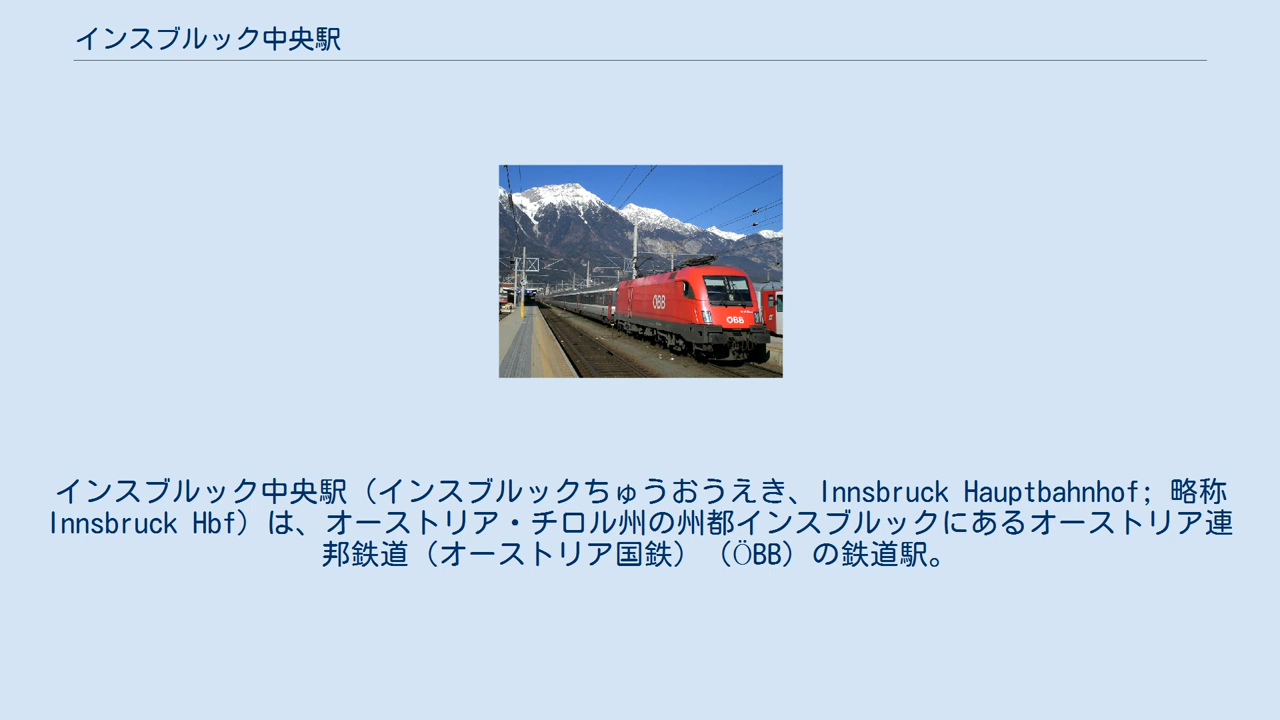 インスブルック中央駅
ÖBB
ÖBB
インスブルック中央駅（インスブルックちゅうおうえき、Innsbruck Hauptbahnhof; 略称
Innsbruck Hbf）は、オーストリア・チロル州の州都インスブルックにあるオーストリア連
邦鉄道（オーストリア国鉄）（ÖBB）の鉄道駅。